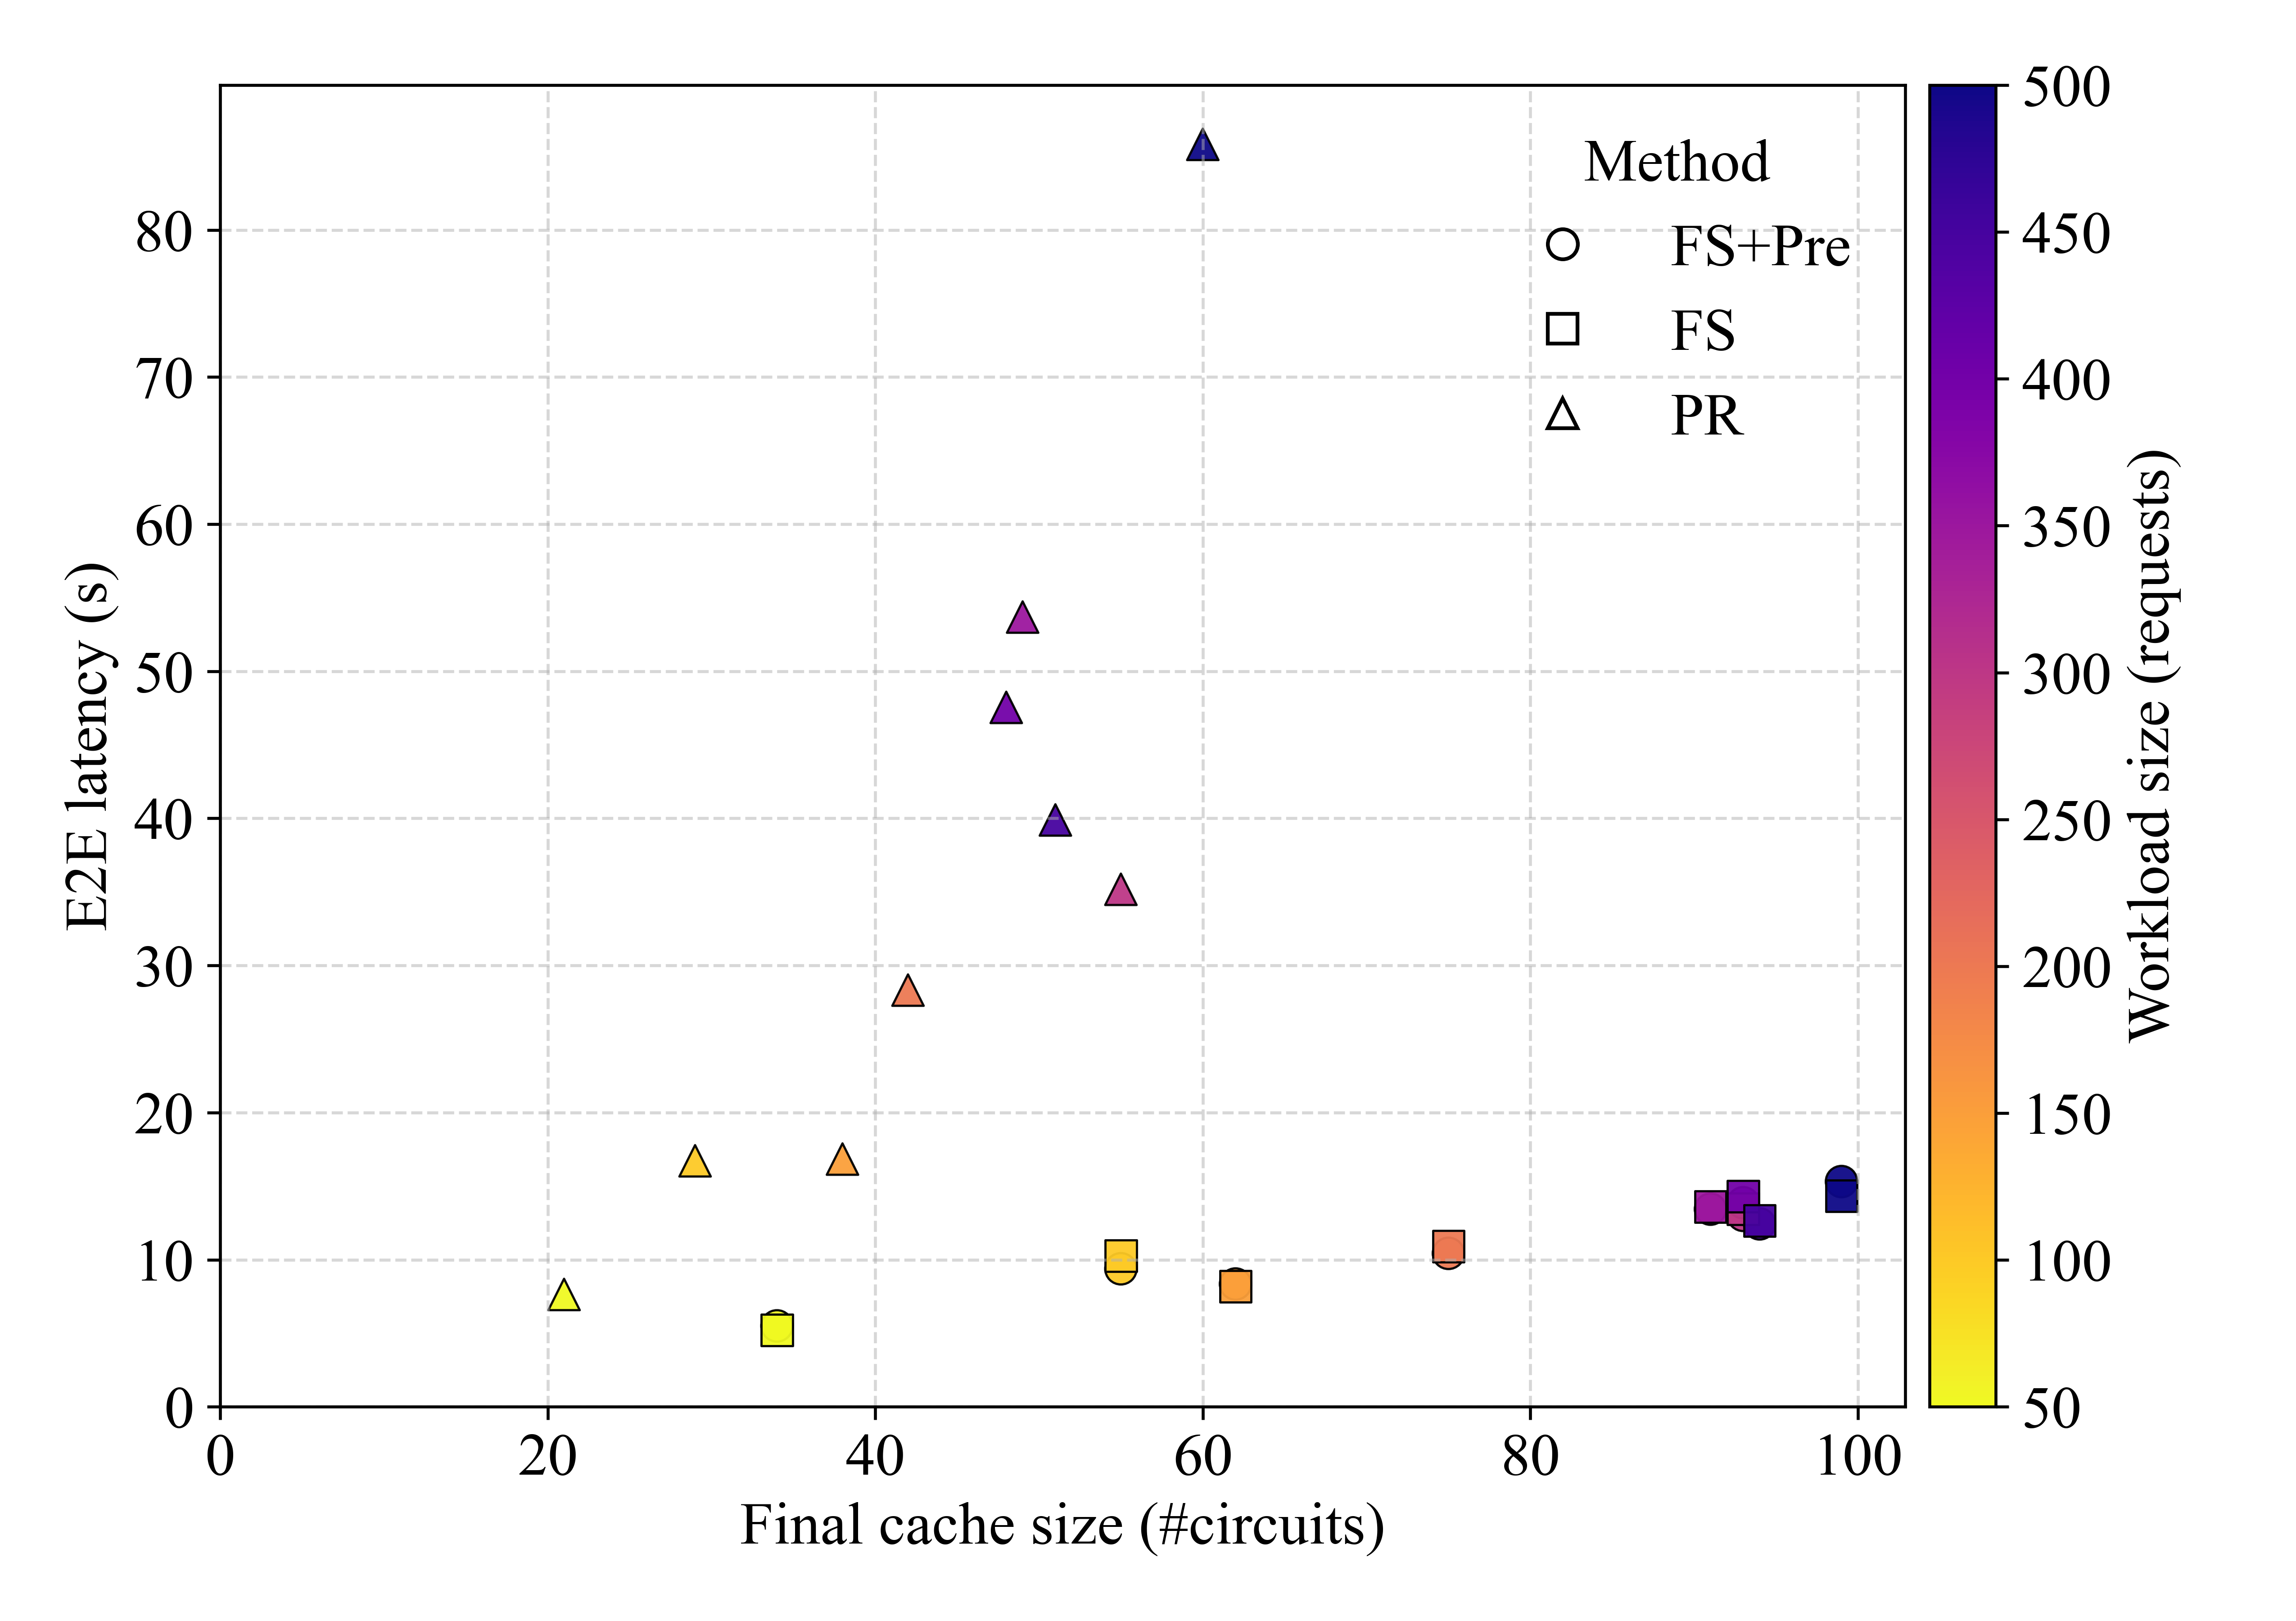 E2E latency (s)
80
70
60
50
40
30
20
10
0
0 20 40 60 80 100
Final cache size (#circuits)
Method
FS+Pre
FS
PR
500
450
400
350
300
250
200
150
100
50
Workload size (requests)